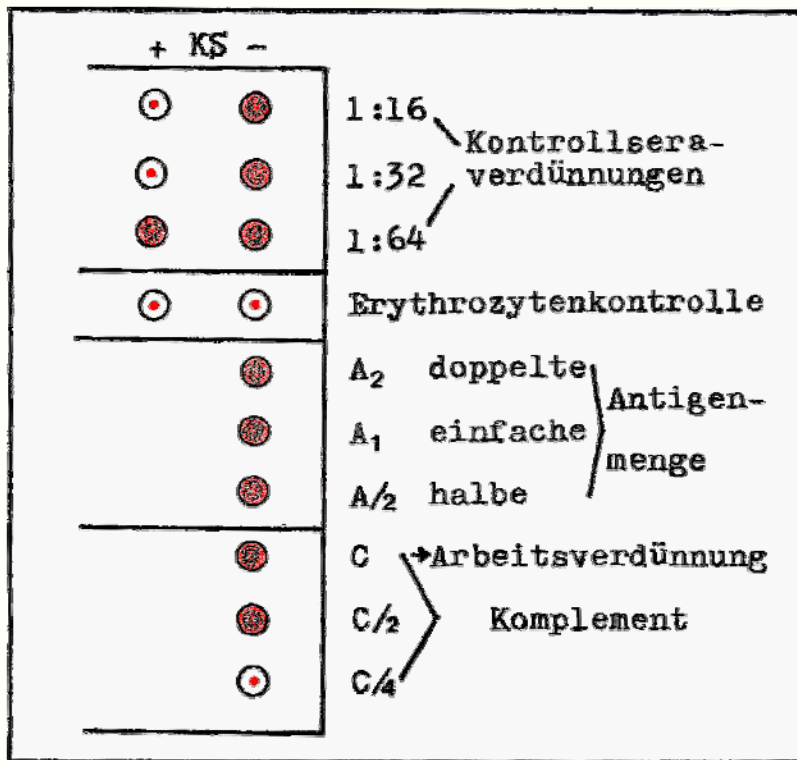 + KS -
1:16
Kontrollsera-
1:32 verdünnungen
1:64
Erythrozytenkontrolle
A₂ doppelte
Antigen-
A₁ einfache
menge
A/2 halbe
C → Arbeitsverdünnung
C/2 Komplement
C/4